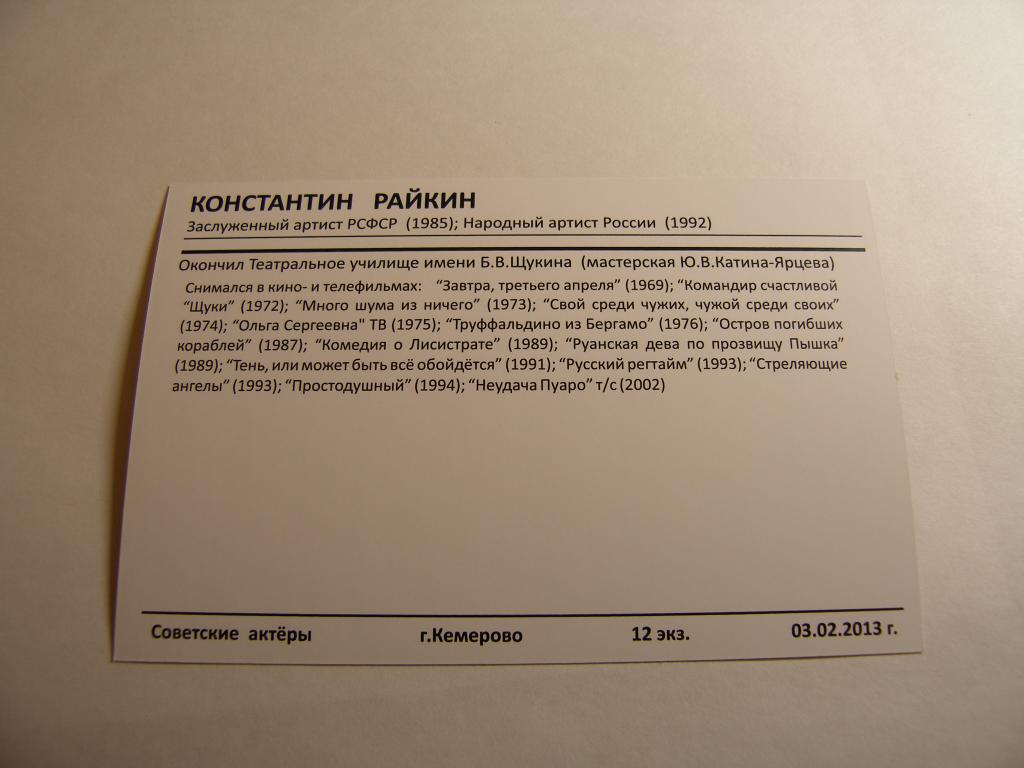 КОНСТАНТИН РАЙКИН
Заслуженный артист РСФСР (1985); Народный артист России (1992)
Окончил Театральное училище имени Б.В.Щукина (мастерская Ю.В.Катина-Ярцева)
Снимался в кино- и телефильмах: “Завтра, третьего апреля” (1969); “Командир счастливой
“Щуки” (1972); “Много шума из ничего” (1973); “Свой среди чужих, чужой среди своих”
(1974); “Ольга Сергеевна" ТВ (1975); “Труффальдино из Бергамо” (1976); “Остров погибших
кораблей” (1987); “Комедия о Лисистрате” (1989); “Руанская дева по прозвищу Пышка”
(1989); “Тень, или может быть всё обойдётся” (1991); “Русский регтайм” (1993); “Стреляющие
ангелы” (1993); “Простодушный” (1994); “Неудача Пуаро” т/с (2002)
Советские актёры г.Кемерово 12 экз. 03.02.2013 г.